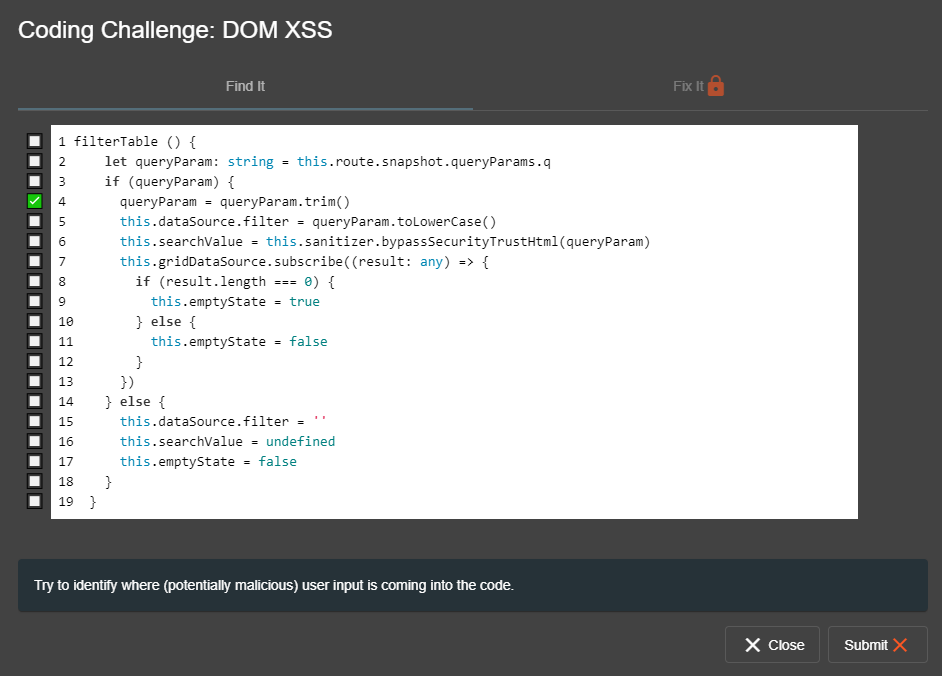 Coding Challenge: DOM XSS
Find It
Fix It
1 filterTable () {
2 let queryParam: string = this.route.snapshot.queryParams.q
3 if (queryParam) {
4 queryParam = queryParam.trim()
5 this.dataSource.filter = queryParam.toLowerCase()
6 this.searchValue = this.sanitizer.bypassSecurityTrustHtml(queryParam)
7 this.gridDataSource.subscribe((result: any) => {
8 if (result.length === 0) {
9 this.emptyState = true
10 } else {
11 this.emptyState = false
12 }
13 })
14 } else {
15 this.dataSource.filter = ''
16 this.searchValue = undefined
17 this.emptyState = false
18 }
19 }
Try to identify where (potentially malicious) user input is coming into the code.
Close
Submit